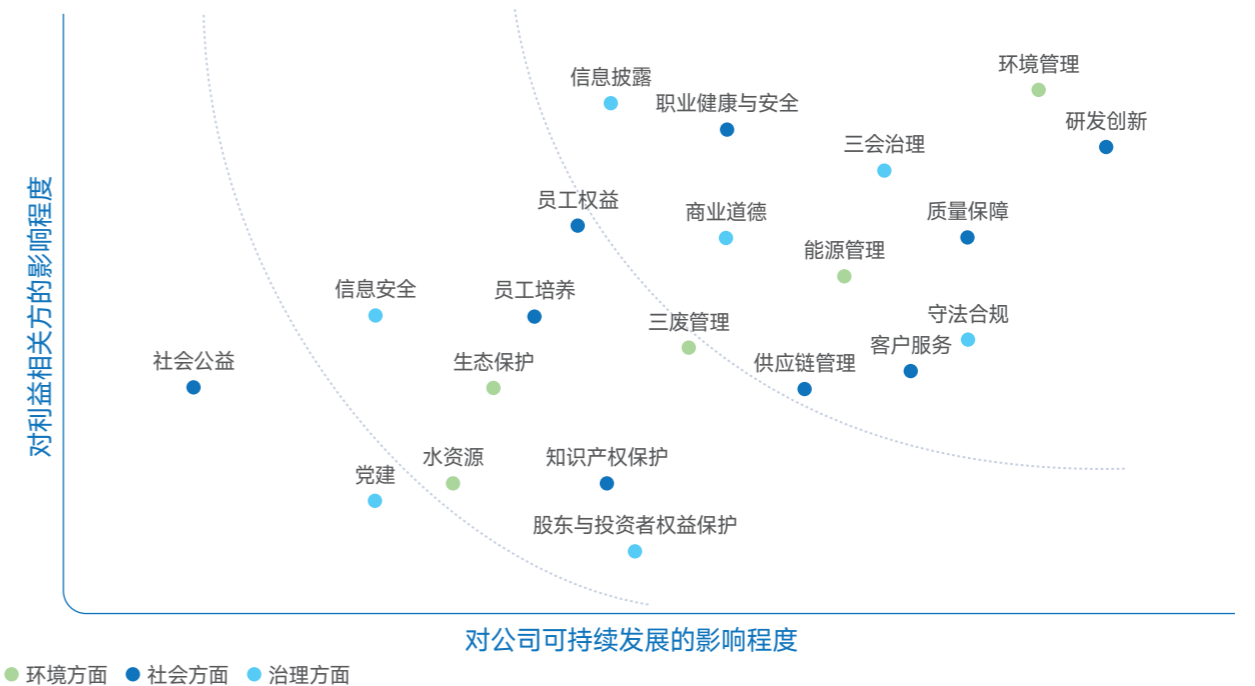 环境管理
信息披露
职业健康与安全
研发创新
三会治理
员工权益
商业道德
质量保障
能源管理
信息安全
员工培养
守法合规
三废管理
客户服务
社会公益
生态保护
供应链管理
水资源
知识产权保护
党建
股东与投资者权益保护
对利益相关方的影响程度
对公司可持续发展的影响程度
环境方面 社会方面 治理方面